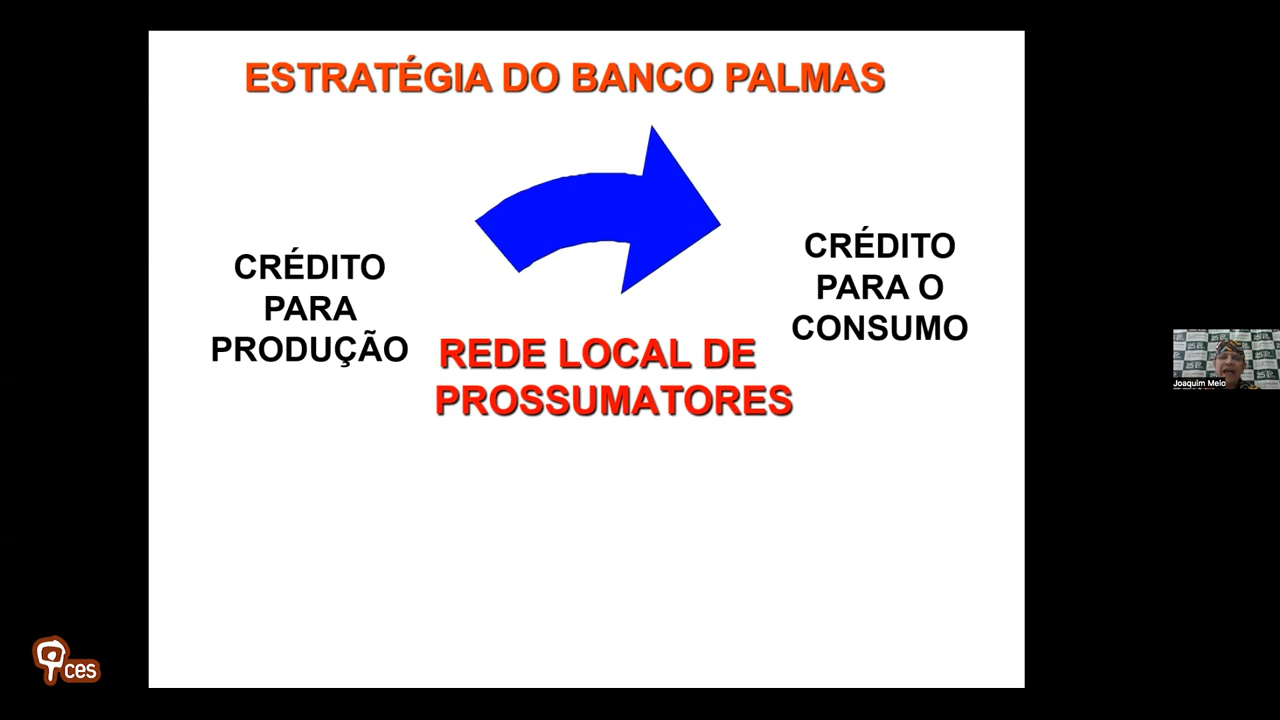 ESTRATÉGIA DO BANCO PALMAS
CRÉDITO
PARA
PRODUÇÃO
CRÉDITO
PARA O
CONSUMO
REDE LOCAL DE
PROSSUMATORES
Joaquim Melo
ces